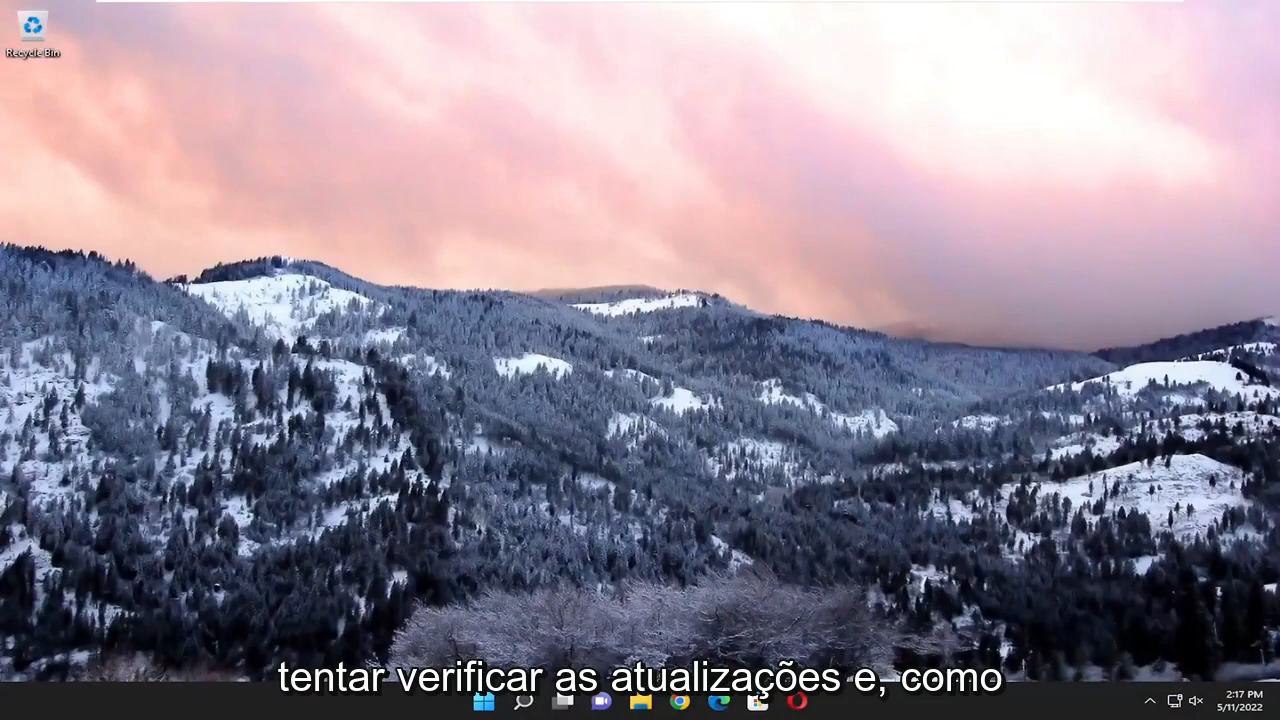 Recycle Bin
tentar verificar as atualizações e, como
2:17 PM
5/11/2022